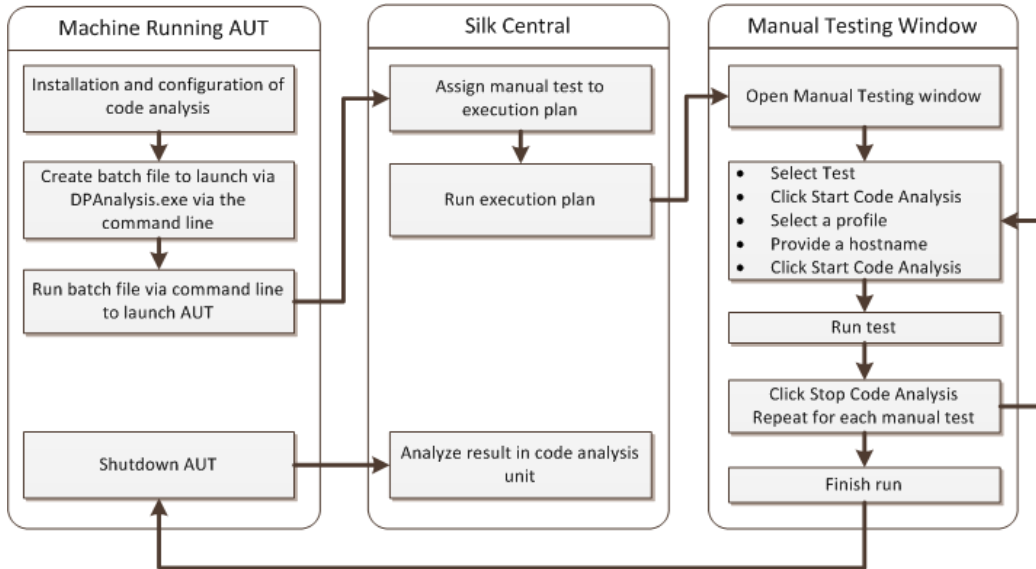 Machine Running AUT
Installation and configuration of
code analysis
Create batch file to launch via
DPAnalysis.exe via the
command line
Run batch file via command line
to launch AUT
Shutdown AUT
Silk Central
Assign manual test to
execution plan
Run execution plan
Analyze result in code analysis
unit
Manual Testing Window
Open Manual Testing window
• Select Test
• Click Start Code Analysis
• Select a profile
• Provide a hostname
• Click Start Code Analysis
Run test
Click Stop Code Analysis
Repeat for each manual test
Finish run